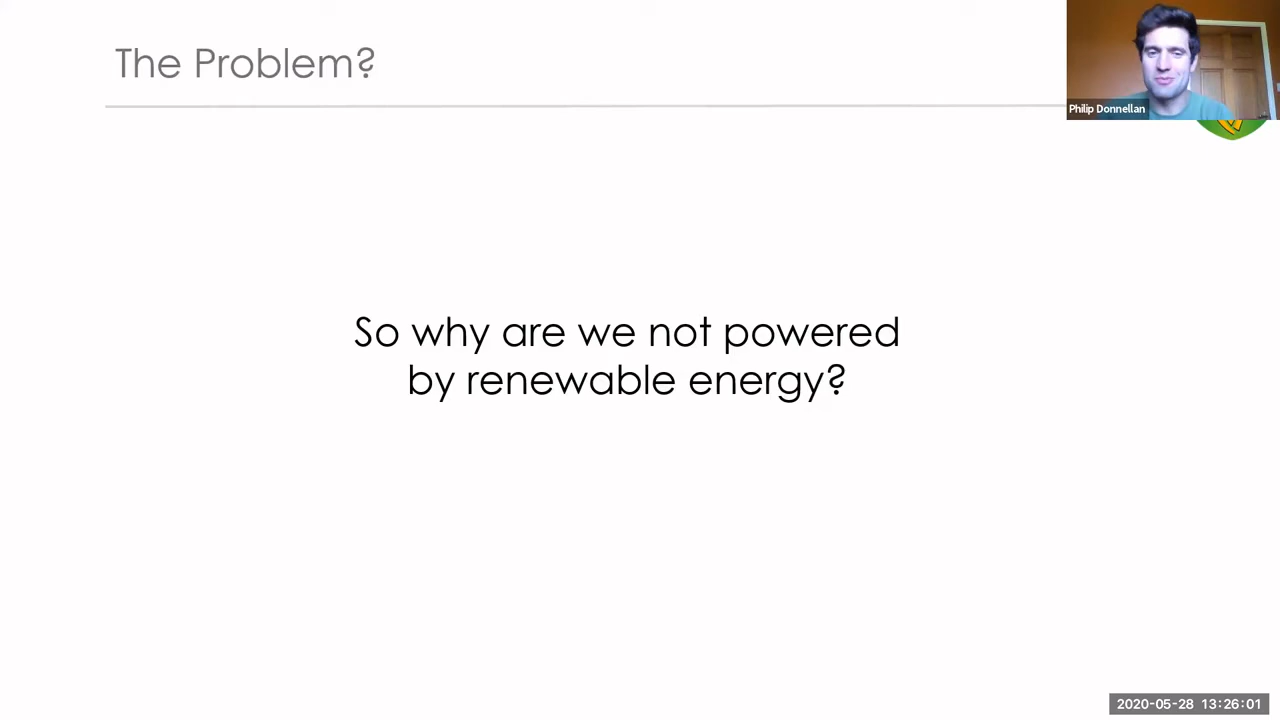 The Problem?
Philip Donnellan
So why are we not powered
by renewable energy?
2020-05-28 13:26:01